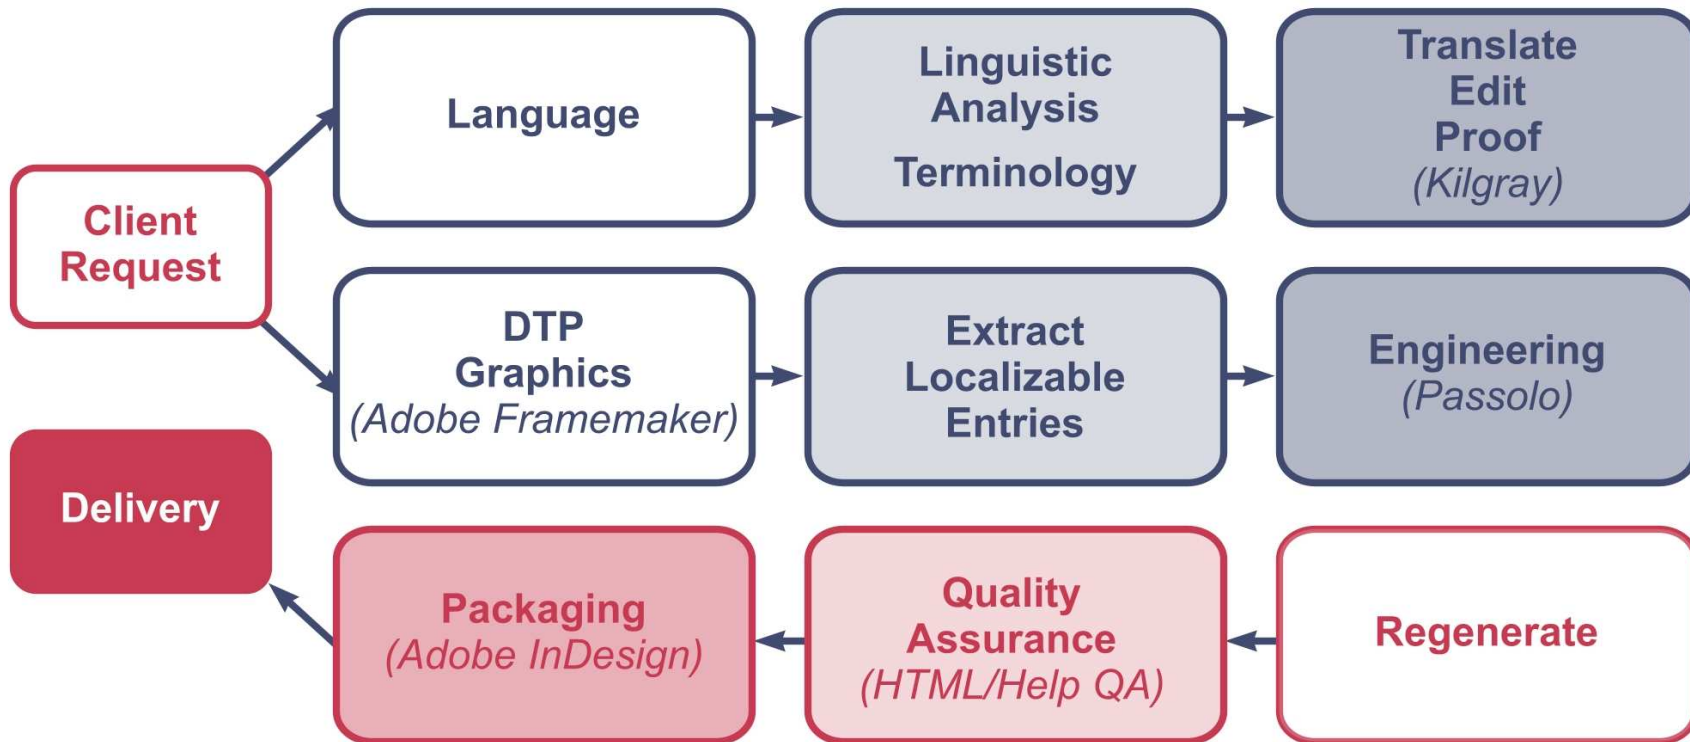 Client
Request
Language
Linguistic
Analysis
Terminology
Translate
Edit
Proof
(Kilgray)
DTP
Graphics
(Adobe Framemaker)
Extract
Localizable
Entries
Engineering
(Passolo)
Regenerate
Quality
Assurance
(HTML/Help QA)
Packaging
(Adobe InDesign)
Delivery